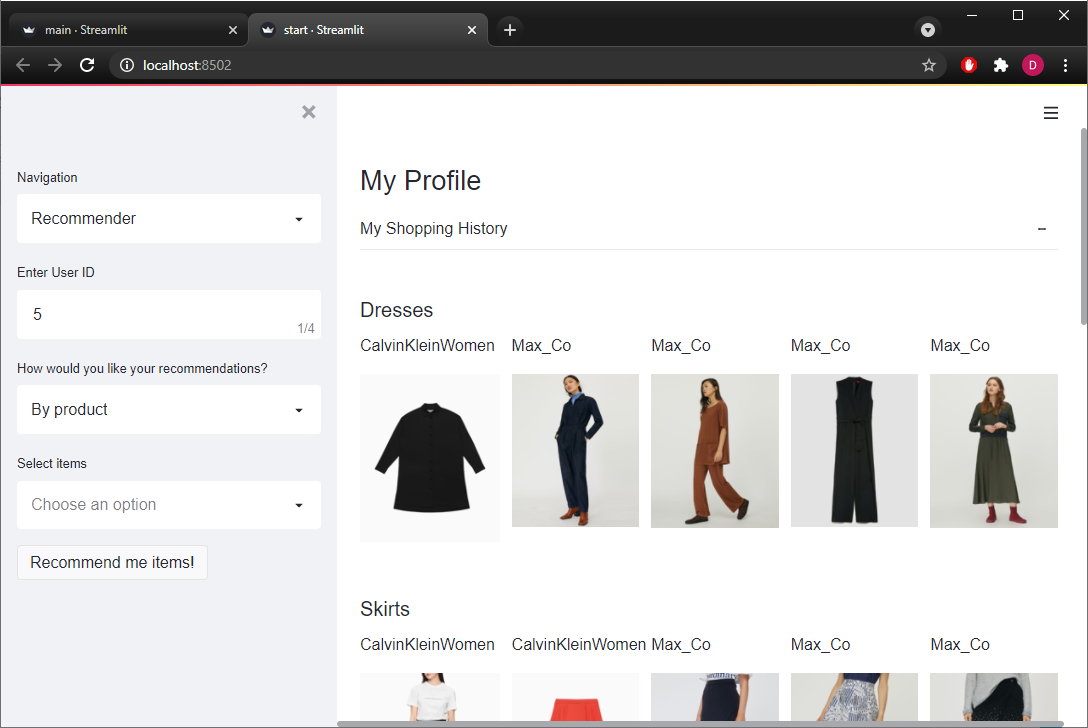 main · Streamlit
start · Streamlit
localhost:8502
D
Navigation
Recommender
Enter User ID
5
1/4
How would you like your recommendations?
By product
Select items
Choose an option
Recommend me items!
My Profile
My Shopping History
Dresses
CalvinKleinWomen Max_Co Max_Co Max_Co Max_Co
Skirts
CalvinKleinWomen CalvinKleinWomen Max_Co Max_Co Max_Co